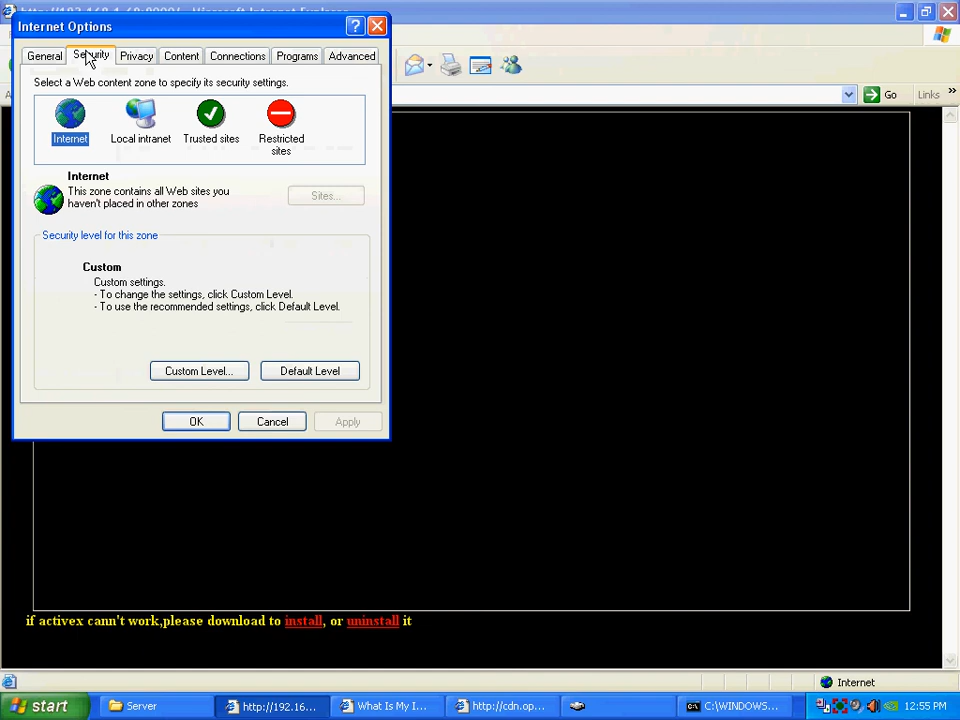 Internet Options
General Security Privacy Content Connections Programs Advanced
Select a Web content zone to specify its security settings.
Internet Local intranet Trusted sites Restricted sites
Internet
This zone contains all Web sites you
haven't placed in other zones
Sites...
Security level for this zone
Custom
Custom settings.
- To change the settings, click Custom Level.
- To use the recommended settings, click Default Level.
Custom Level... Default Level
OK Cancel Apply
Go Links »
if activex cann't work,please download to install, or uninstall it
Internet
start Server http://192.16... What Is My I... http://cdn.op... C:\WINDOWS... 12:55 PM